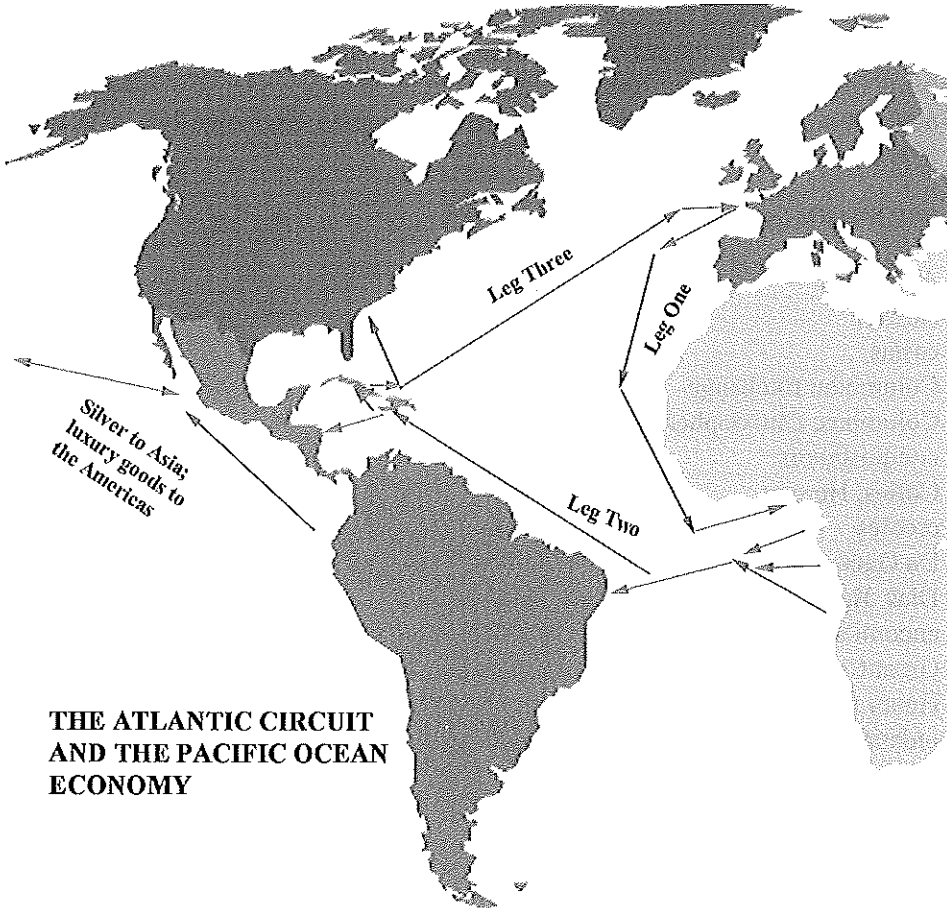 Leg Three
Leg One
Silver to Asia;
luxury goods to
the Americas
Leg Two
THE ATLANTIC CIRCUIT
AND THE PACIFIC OCEAN
ECONOMY